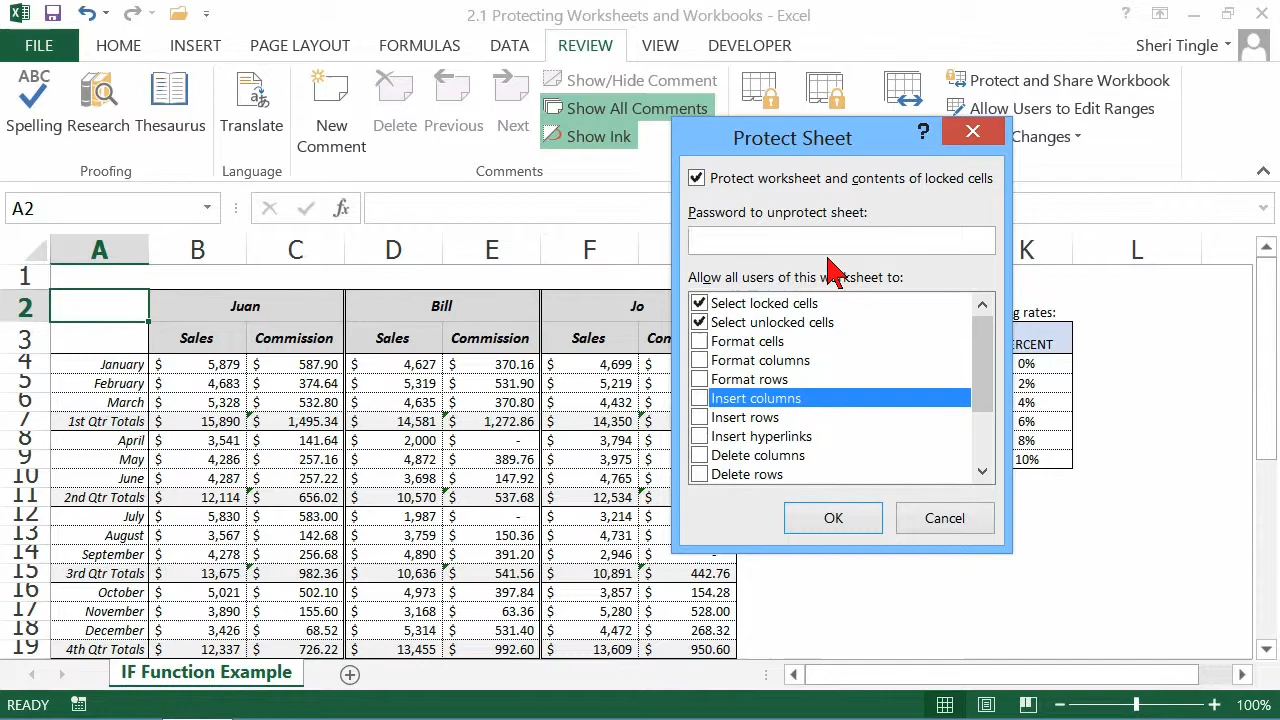 2.1 Protecting Worksheets and Workbooks - Excel
FILE HOME INSERT PAGE LAYOUT FORMULAS DATA REVIEW VIEW DEVELOPER Sheri Tingle
ABC
Spelling Research Thesaurus
Proofing
Translate
Language
New Comment
Delete Previous Next
Show/Hide Comment
Show All Comments
Show Ink
Comments
Protect and Share Workbook
Allow Users to Edit Ranges
Changes
A2
fx
A B C D E F K L
1
2 Juan Bill Jo
3 Sales Commission Sales Commission Sales
4 January $ 5,879 $ 587.90 $ 4,627 $ 370.16 $ 4,699 $
5 February $ 4,683 $ 374.64 $ 5,319 $ 531.90 $ 5,219 $
6 March $ 5,328 $ 532.80 $ 4,635 $ 370.80 $ 4,432 $
7 1st Qtr Totals $ 15,890 $ 1,495.34 $ 14,581 $ 1,272.86 $ 14,350 $
8 April $ 3,541 $ 141.64 $ 2,000 $ - $ 3,794 $
9 May $ 4,286 $ 257.16 $ 4,872 $ 389.76 $ 3,975 $
10 June $ 4,287 $ 257.22 $ 3,698 $ 147.92 $ 4,765 $
11 2nd Qtr Totals $ 12,114 $ 656.02 $ 10,570 $ 537.68 $ 12,534 $
12 July $ 5,830 $ 583.00 $ 1,987 $ - $ 3,214 $
13 August $ 3,567 $ 142.68 $ 3,759 $ 150.36 $ 4,731 $
14 September $ 4,278 $ 256.68 $ 4,890 $ 391.20 $ 2,946 $ -
15 3rd Qtr Totals $ 13,675 $ 982.36 $ 10,636 $ 541.56 $ 10,891 $ 442.76
16 October $ 5,021 $ 502.10 $ 4,973 $ 397.84 $ 3,857 $ 154.28
17 November $ 3,890 $ 155.60 $ 3,168 $ 63.36 $ 5,280 $ 528.00
18 December $ 3,426 $ 68.52 $ 5,314 $ 531.40 $ 4,472 $ 268.32
19 4th Qtr Totals $ 12,337 $ 726.22 $ 13,455 $ 992.60 $ 13,609 $ 950.60
rates:
ERCENT
0%
2%
4%
6%
8%
10%
Protect Sheet
Protect worksheet and contents of locked cells
Password to unprotect sheet:
Allow all users of this worksheet to:
Select locked cells
Select unlocked cells
Format cells
Format columns
Format rows
Insert columns
Insert rows
Insert hyperlinks
Delete columns
Delete rows
OK Cancel
IF Function Example
READY 100%